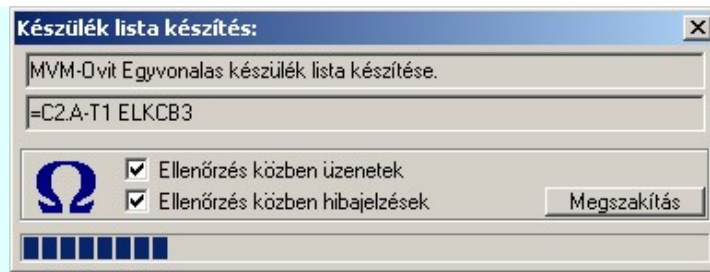 Készülék lista készítés:
MVM-Ovit Egyvonalas készülék lista készítése.
=C2.A-T1 ELKCB3
Ω
Ellenőrzés közben üzenetek
Ellenőrzés közben hibajelzések
Megszakítás